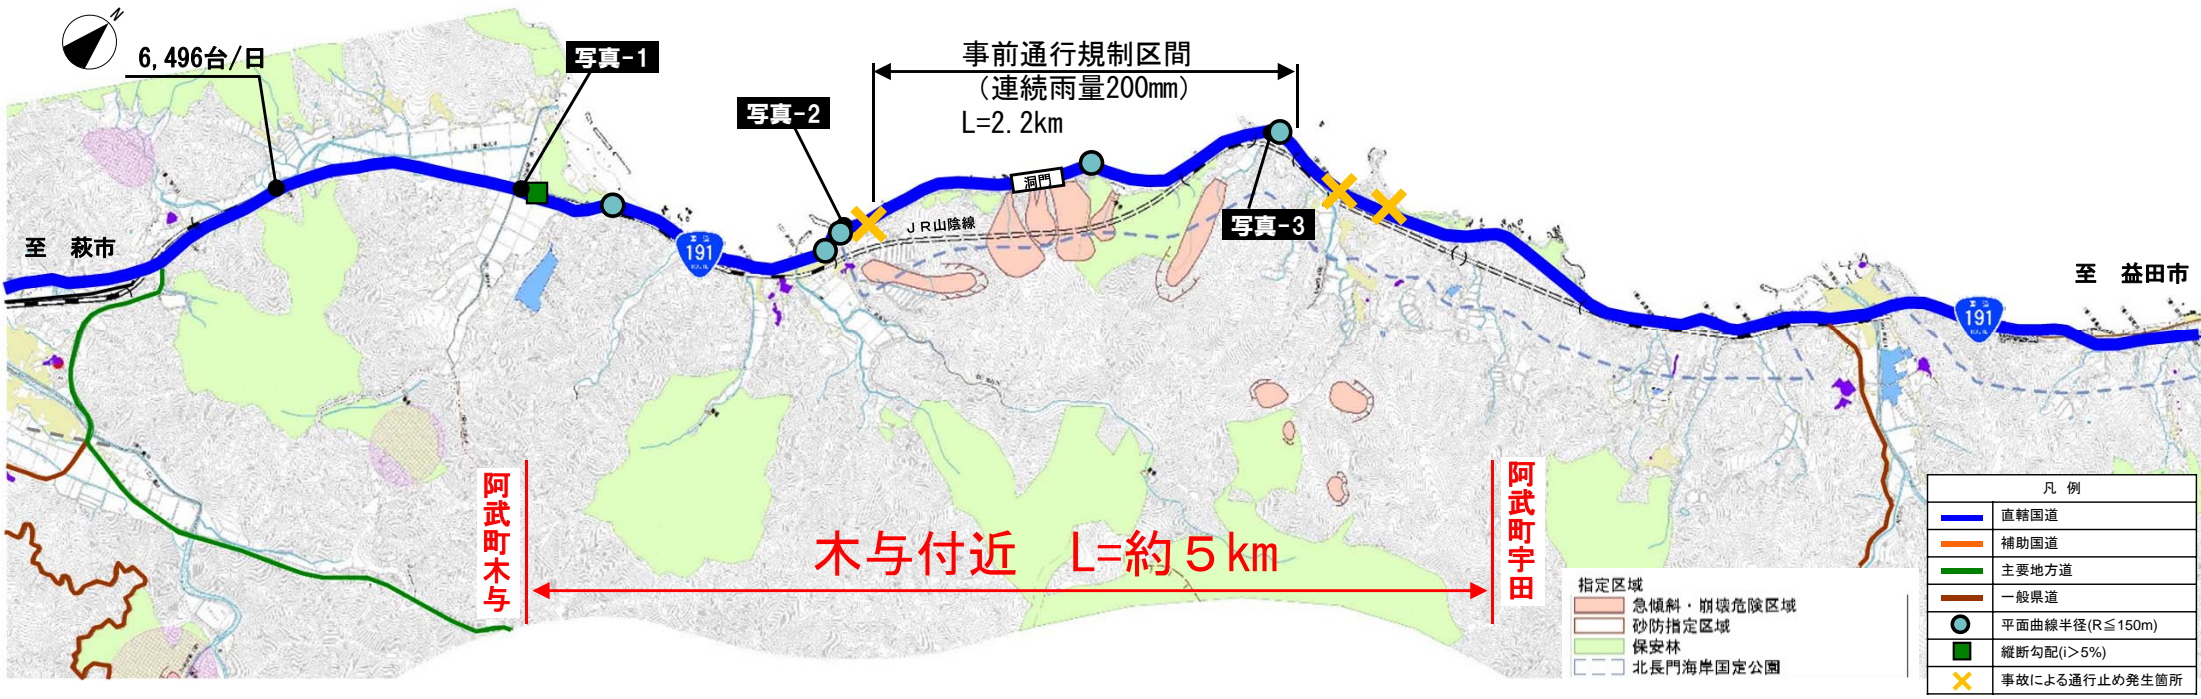 N
6,496台/日
写真-1
写真-2
事前通行規制区間
（連続雨量200mm）
L=2.2km
洞門
JR山陰線
写真-3
191
至　萩市
至　益田市
191
阿武町木与
木与付近　L=約５km
阿武町宇田
指定区域
急傾斜・崩壊危険区域
砂防指定区域
保安林
北長門海岸国定公園
凡 例
直轄国道
補助国道
主要地方道
一般県道
平面曲線半径(R≦150m)
縦断勾配(i＞5%)
事故による通行止め発生箇所